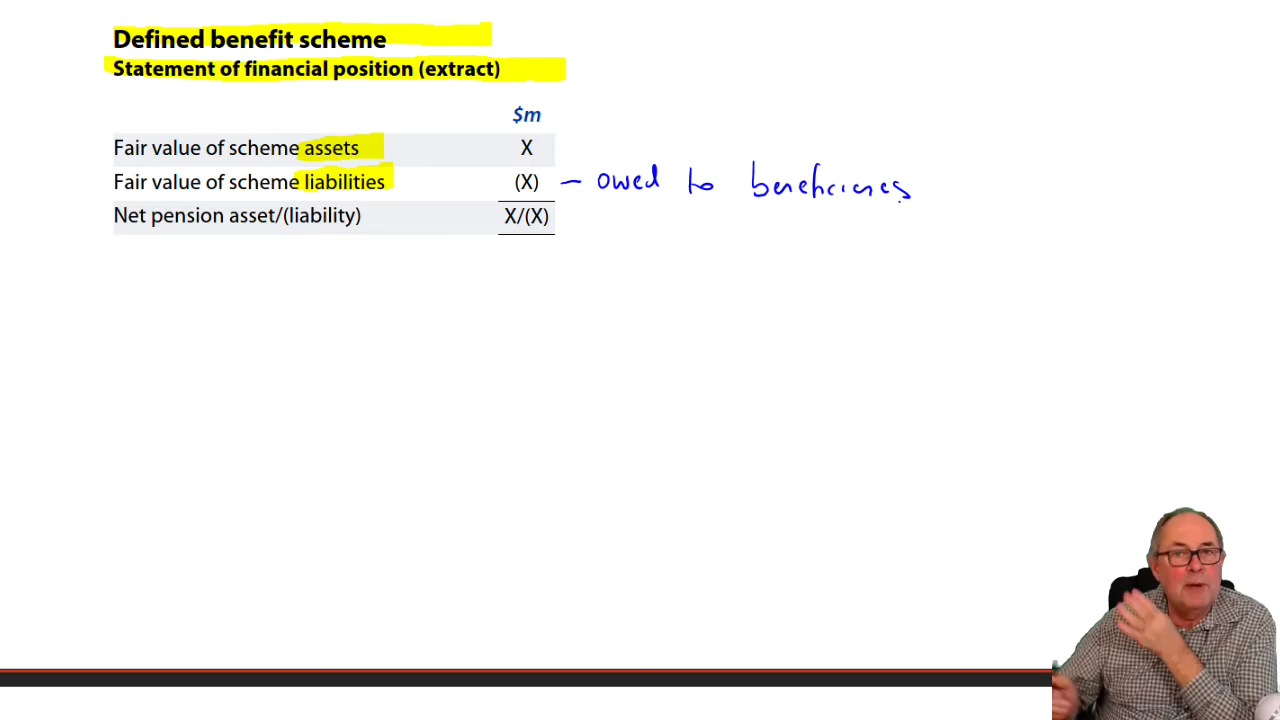 Defined benefit scheme
Statement of financial position (extract)
$m
Fair value of scheme assets X
Fair value of scheme liabilities (X) – owed to beneficiaries
Net pension asset/(liability) X/(X)